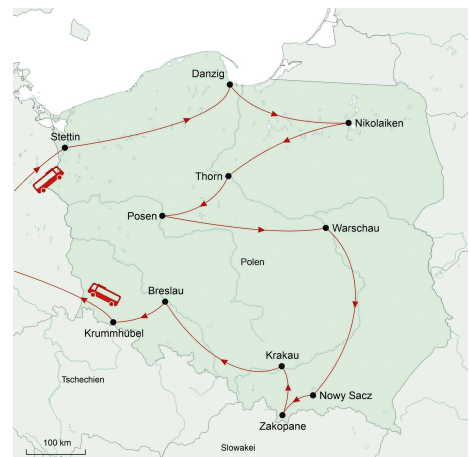 Danzig
Nikolaiken
Stettin
Thorn
Posen
Warschau
Polen
Breslau
Krummhübel
Krakau
Tschechien
Nowy Sacz
Zakopane
100 km
Slowakei